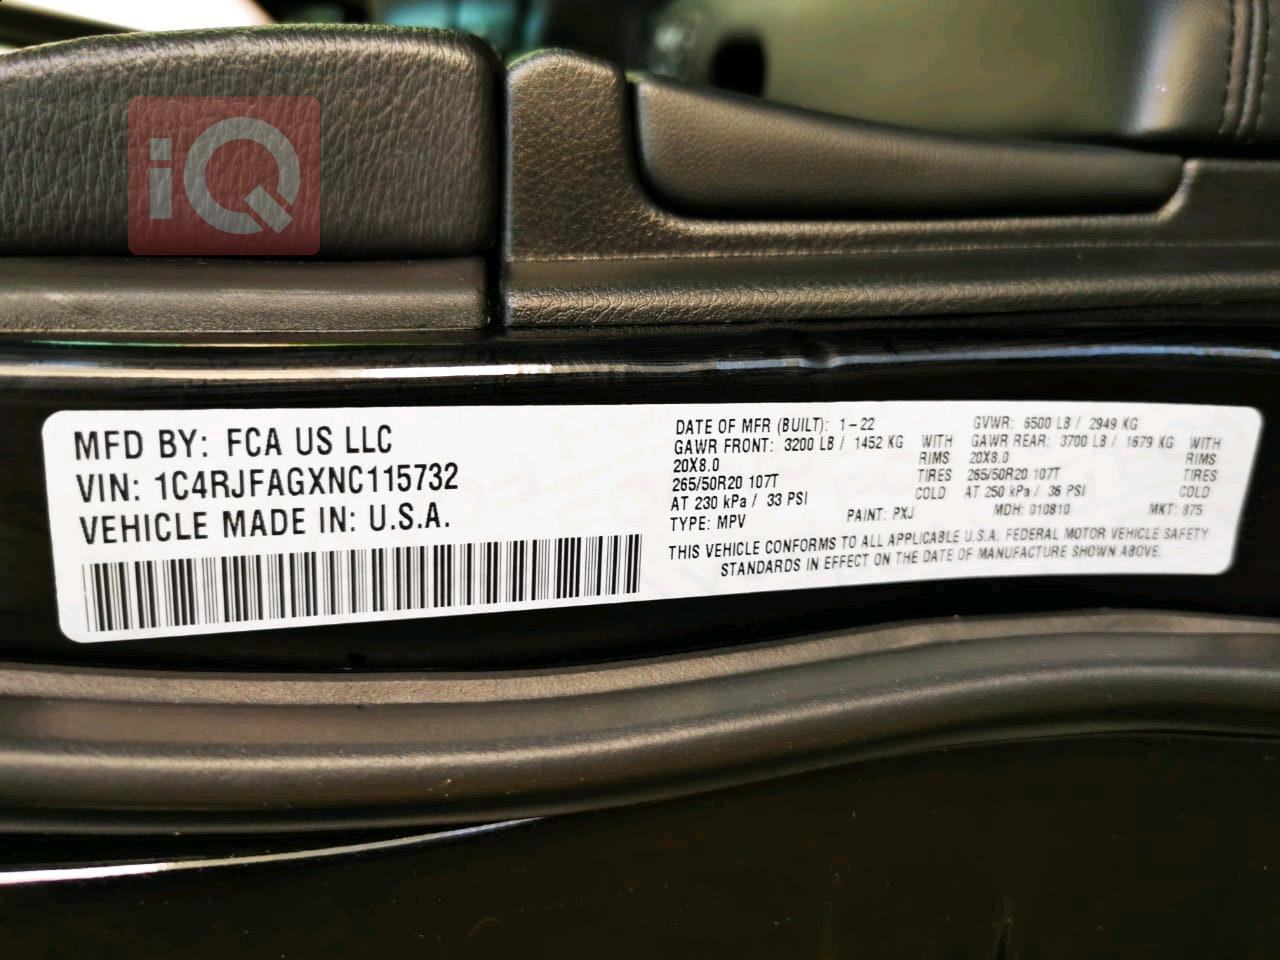 iQ
MFD BY: FCA US LLC
VIN: 1C4RJFAGXNC115732
VEHICLE MADE IN: U.S.A.
DATE OF MFR (BUILT): 1-22 GVWR: 6500 LB / 2949 KG
GAWR FRONT: 3200 LB / 1452 KG WITH GAWR REAR: 3700 LB / 1679 KG WITH
20X8.0 RIMS 20X8.0 RIMS
265/50R20 107T TIRES 265/50R20 107T TIRES
AT 230 kPa / 33 PSI COLD AT 250 kPa / 36 PSI COLD
TYPE: MPV PAINT: PXJ MDH: 010810 MKT: 875
THIS VEHICLE CONFORMS TO ALL APPLICABLE U.S.A. FEDERAL MOTOR VEHICLE SAFETY
STANDARDS IN EFFECT ON THE DATE OF MANUFACTURE SHOWN ABOVE.